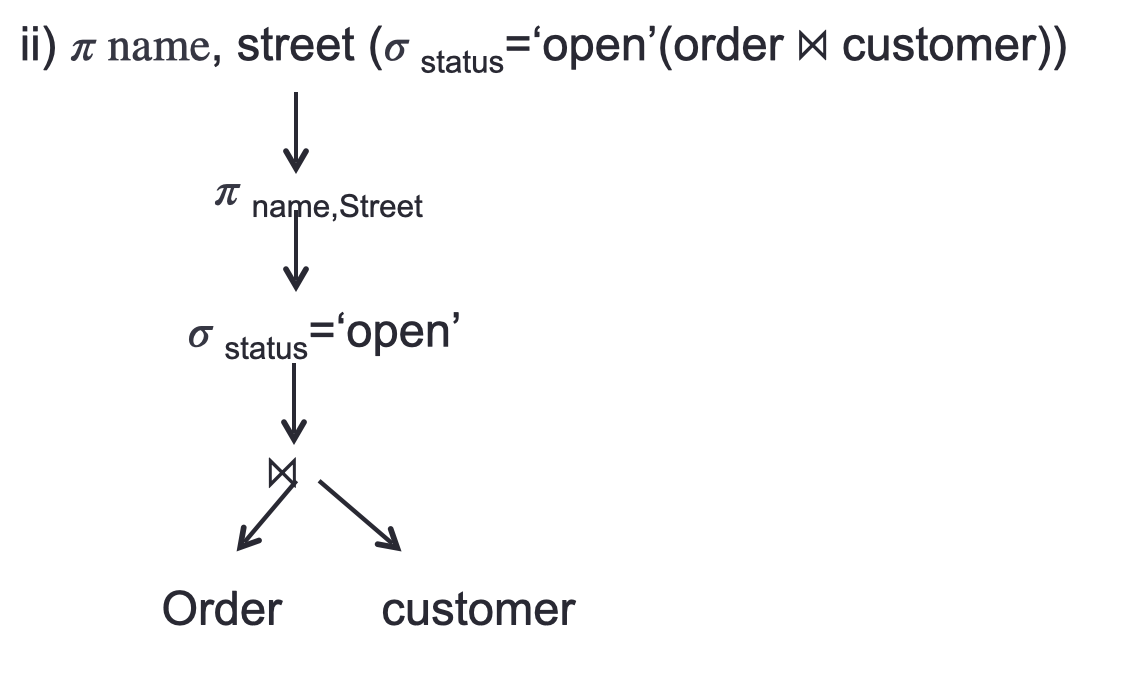 ii) π name, street (σ status=‘open’(order ⋈ customer))
π name,Street
σ status=‘open’
⋈
Order customer